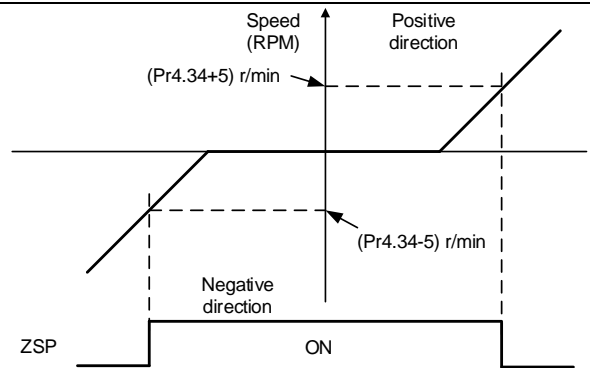 Speed
(RPM)
Positive
direction
(Pr4.34+5) r/min
(Pr4.34-5) r/min
Negative
direction
ZSP
ON